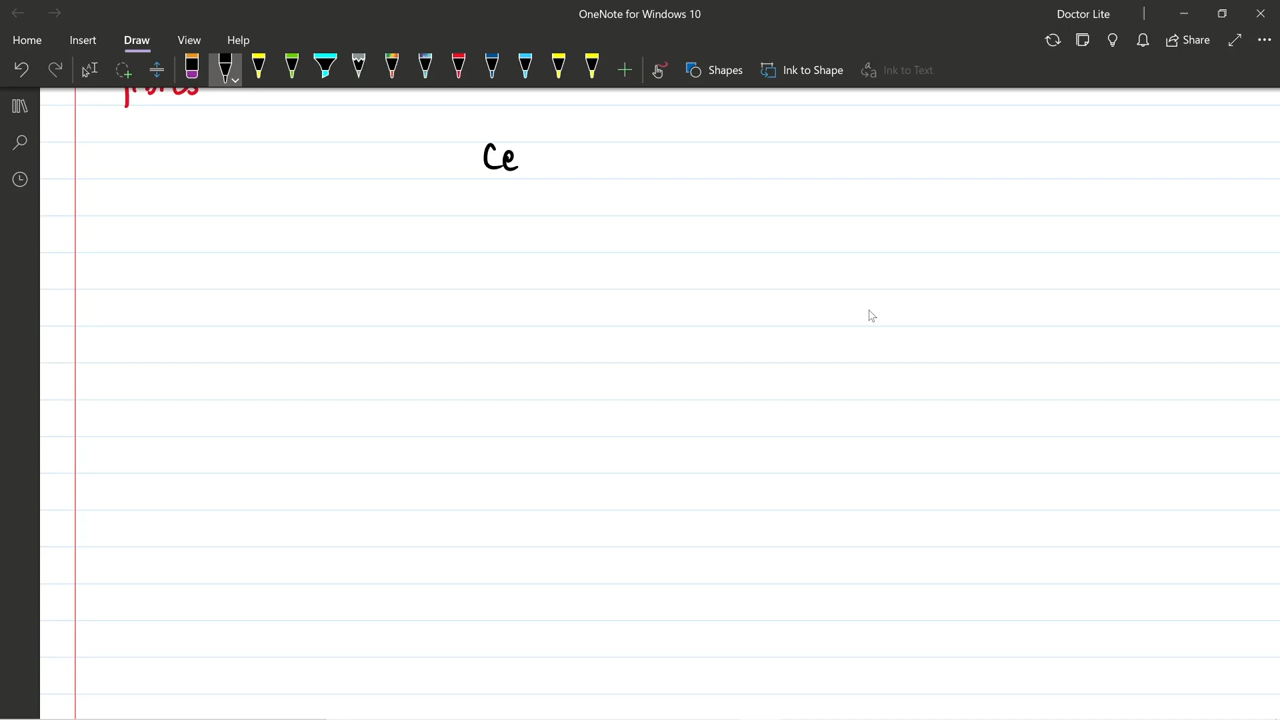 OneNote for Windows 10
Doctor Lite
Home Insert Draw View Help
Share
Shapes
Ink to Shape
Ink to Text
Ce